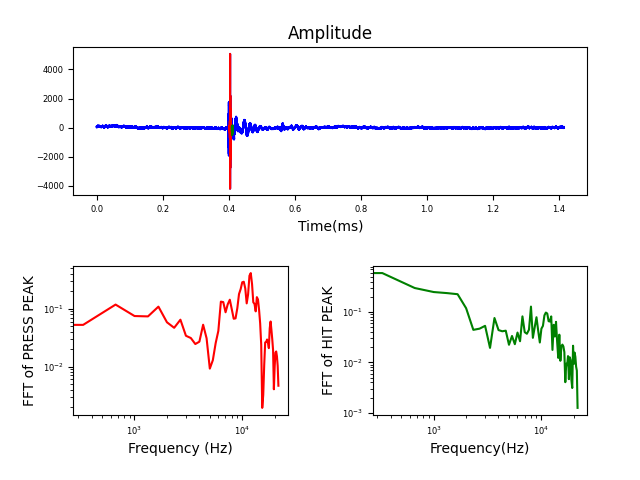 Amplitude
4000
2000
0
−2000
−4000
0.0 0.2 0.4 0.6 0.8 1.0 1.2 1.4
Time(ms)
FFT of PRESS PEAK
10⁻¹
10⁻²
10³ 10⁴
Frequency (Hz)
FFT of HIT PEAK
10⁻¹
10⁻²
10⁻³
10³ 10⁴
Frequency(Hz)